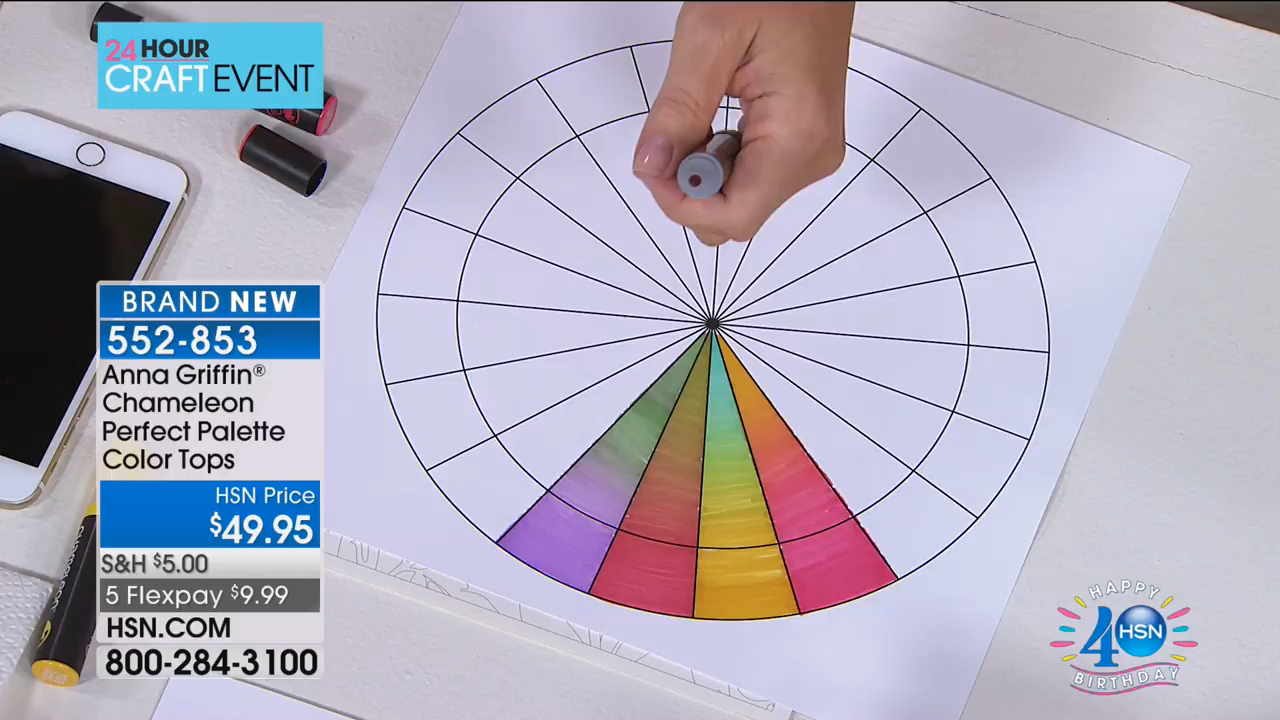 24 HOUR
CRAFT EVENT
BRAND NEW
552-853
Anna Griffin®
Chameleon
Perfect Palette
Color Tops
HSN Price
$49.95
S&H $5.00
5 Flexpay $9.99
HSN.COM
800-284-3100
HAPPY
40 HSN
BIRTHDAY